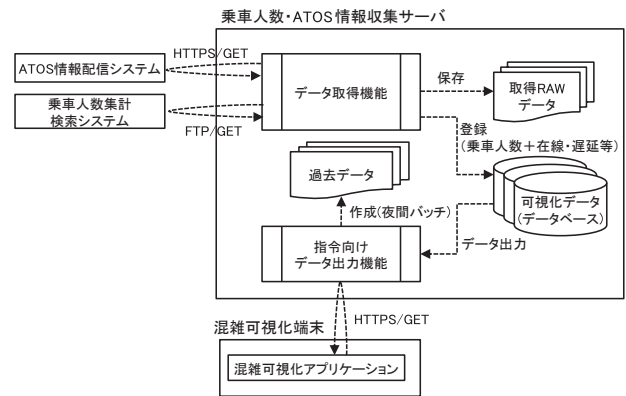 乗車人数・ATOS情報収集サーバ
HTTPS/GET
ATOS情報配信システム
データ取得機能
保存
取得RAW
データ
乗車人数集計
検索システム
FTP/GET
登録
(乗車人数＋在線・遅延等)
過去データ
可視化データ
(データベース)
作成(夜間バッチ)
指令向け
データ出力機能
データ出力
HTTPS/GET
混雑可視化端末
混雑可視化アプリケーション